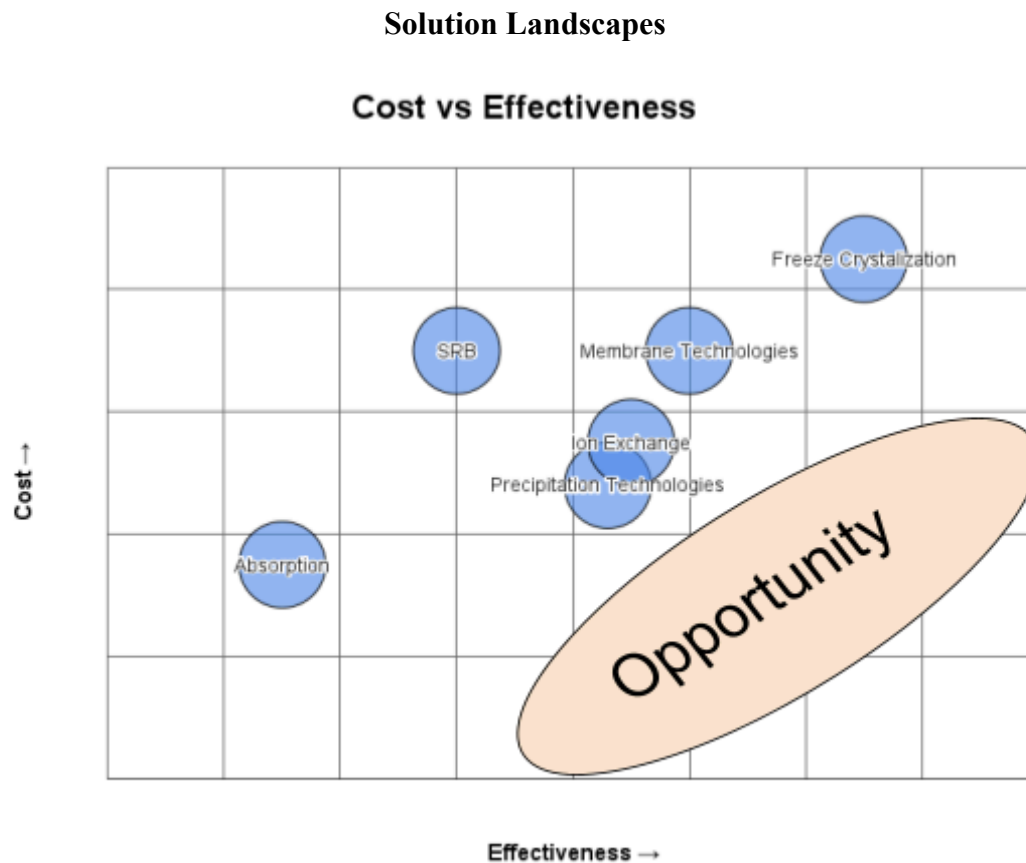 Solution Landscapes
Cost vs Effectiveness
Freeze Crystalization
SRB
Membrane Technologies
Ion Exchange
Precipitation Technologies
Absorption
Opportunity
Cost →
Effectiveness →